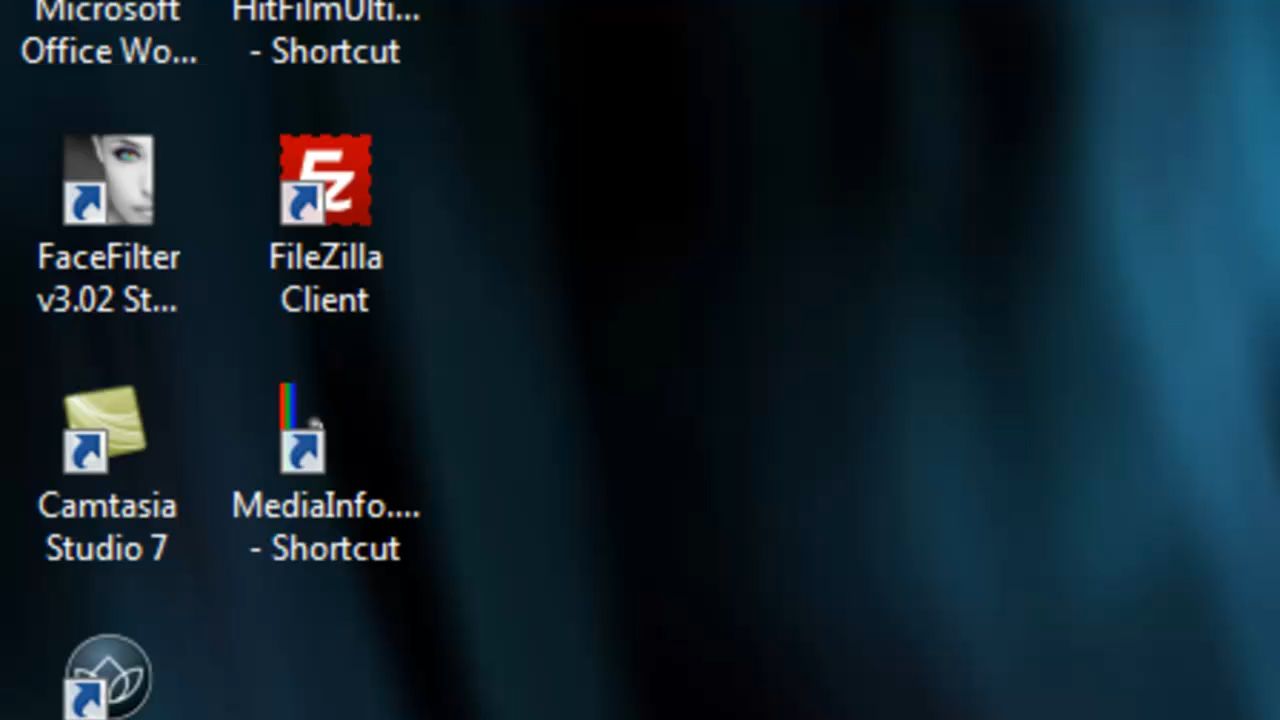 Microsoft
Office Wo...
HitFilmUlti...
- Shortcut
FaceFilter
v3.02 St...
FileZilla
Client
Camtasia
Studio 7
MediaInfo....
- Shortcut